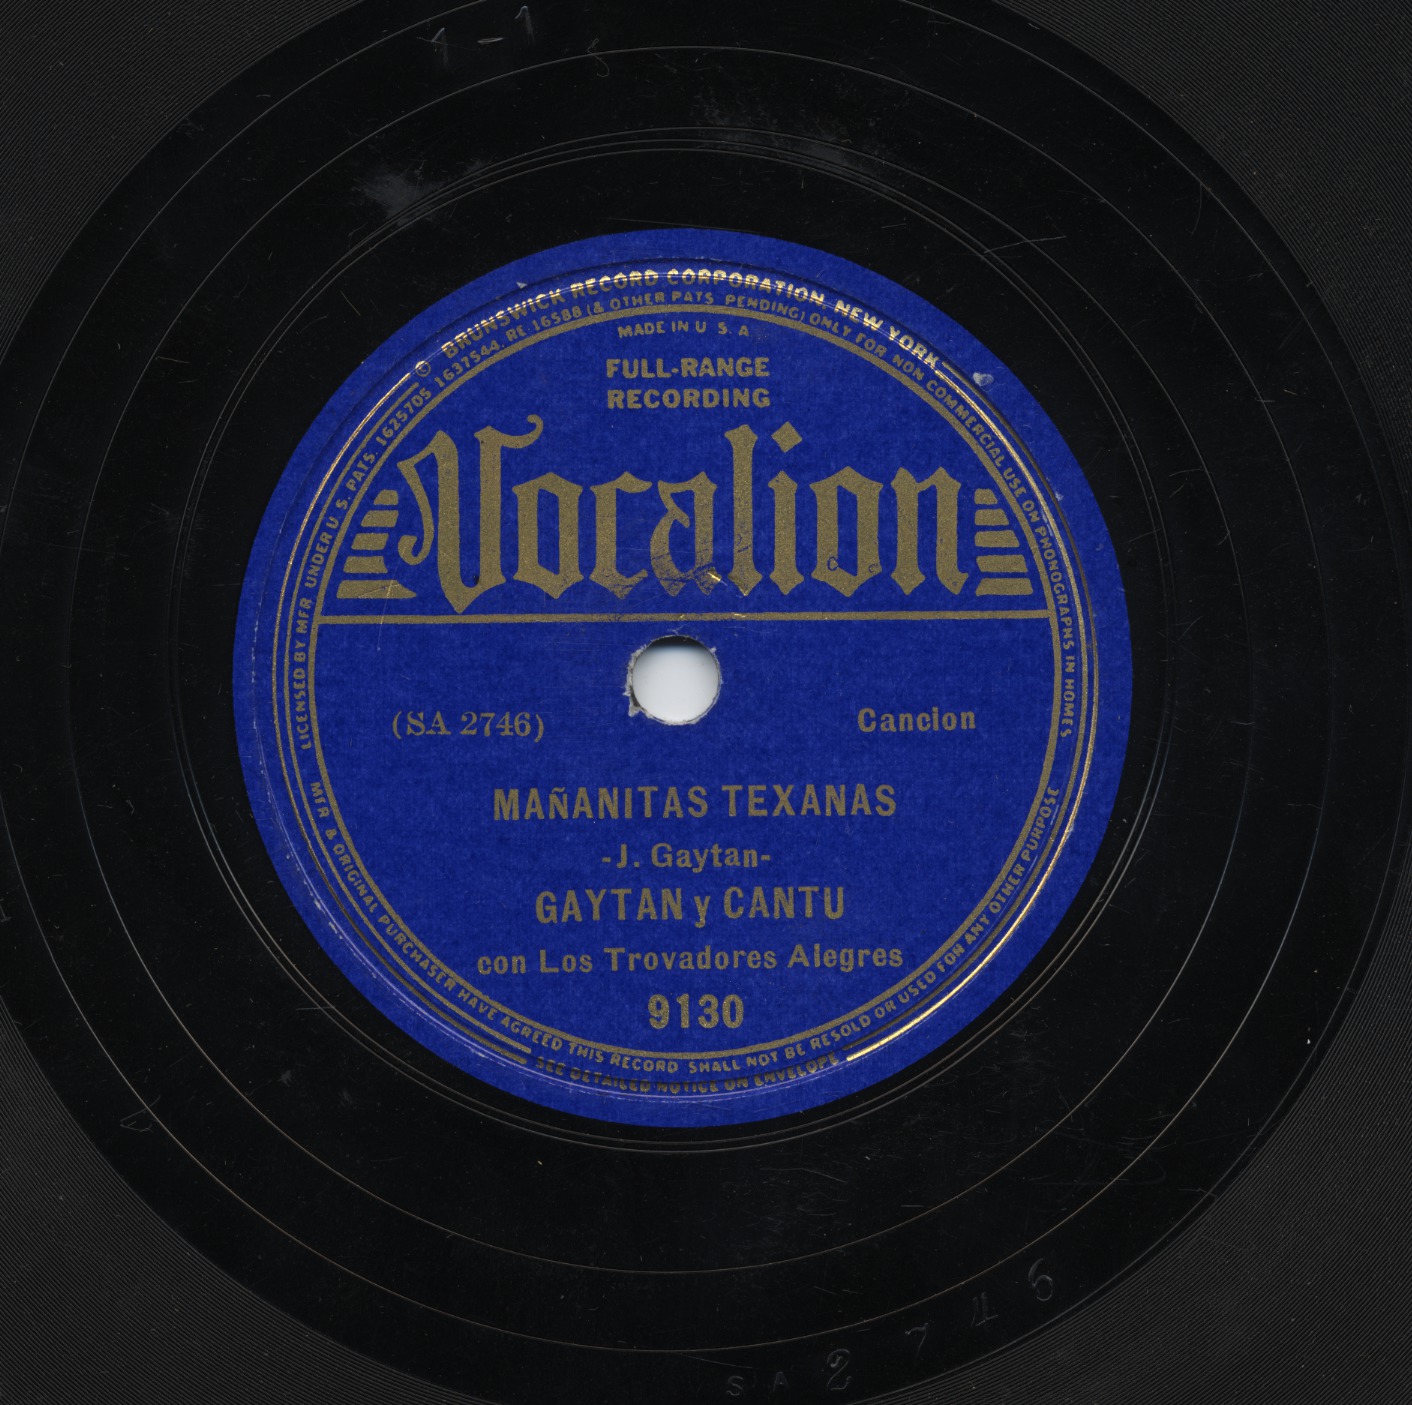 1-1
© BRUNSWICK RECORD CORPORATION, NEW YORK
LICENSED BY MFR UNDER U. S. PATS. 1625705 1637544. RE 16588 (& OTHER PATS PENDING) ONLY FOR NON COMMERCIAL USE ON PHONOGRAPHS IN HOMES
MADE IN U S A
FULL-RANGE
RECORDING
Vocalion
(SA 2746)
Cancion
MAÑANITAS TEXANAS
-J. Gaytan-
GAYTAN y CANTU
con Los Trovadores Alegres
9130
MFR & ORIGINAL PURCHASER HAVE AGREED THIS RECORD SHALL NOT BE RESOLD OR USED FOR ANY OTHER PURPOSE
SEE DETAILED NOTICE ON ENVELOPE
SA 2746